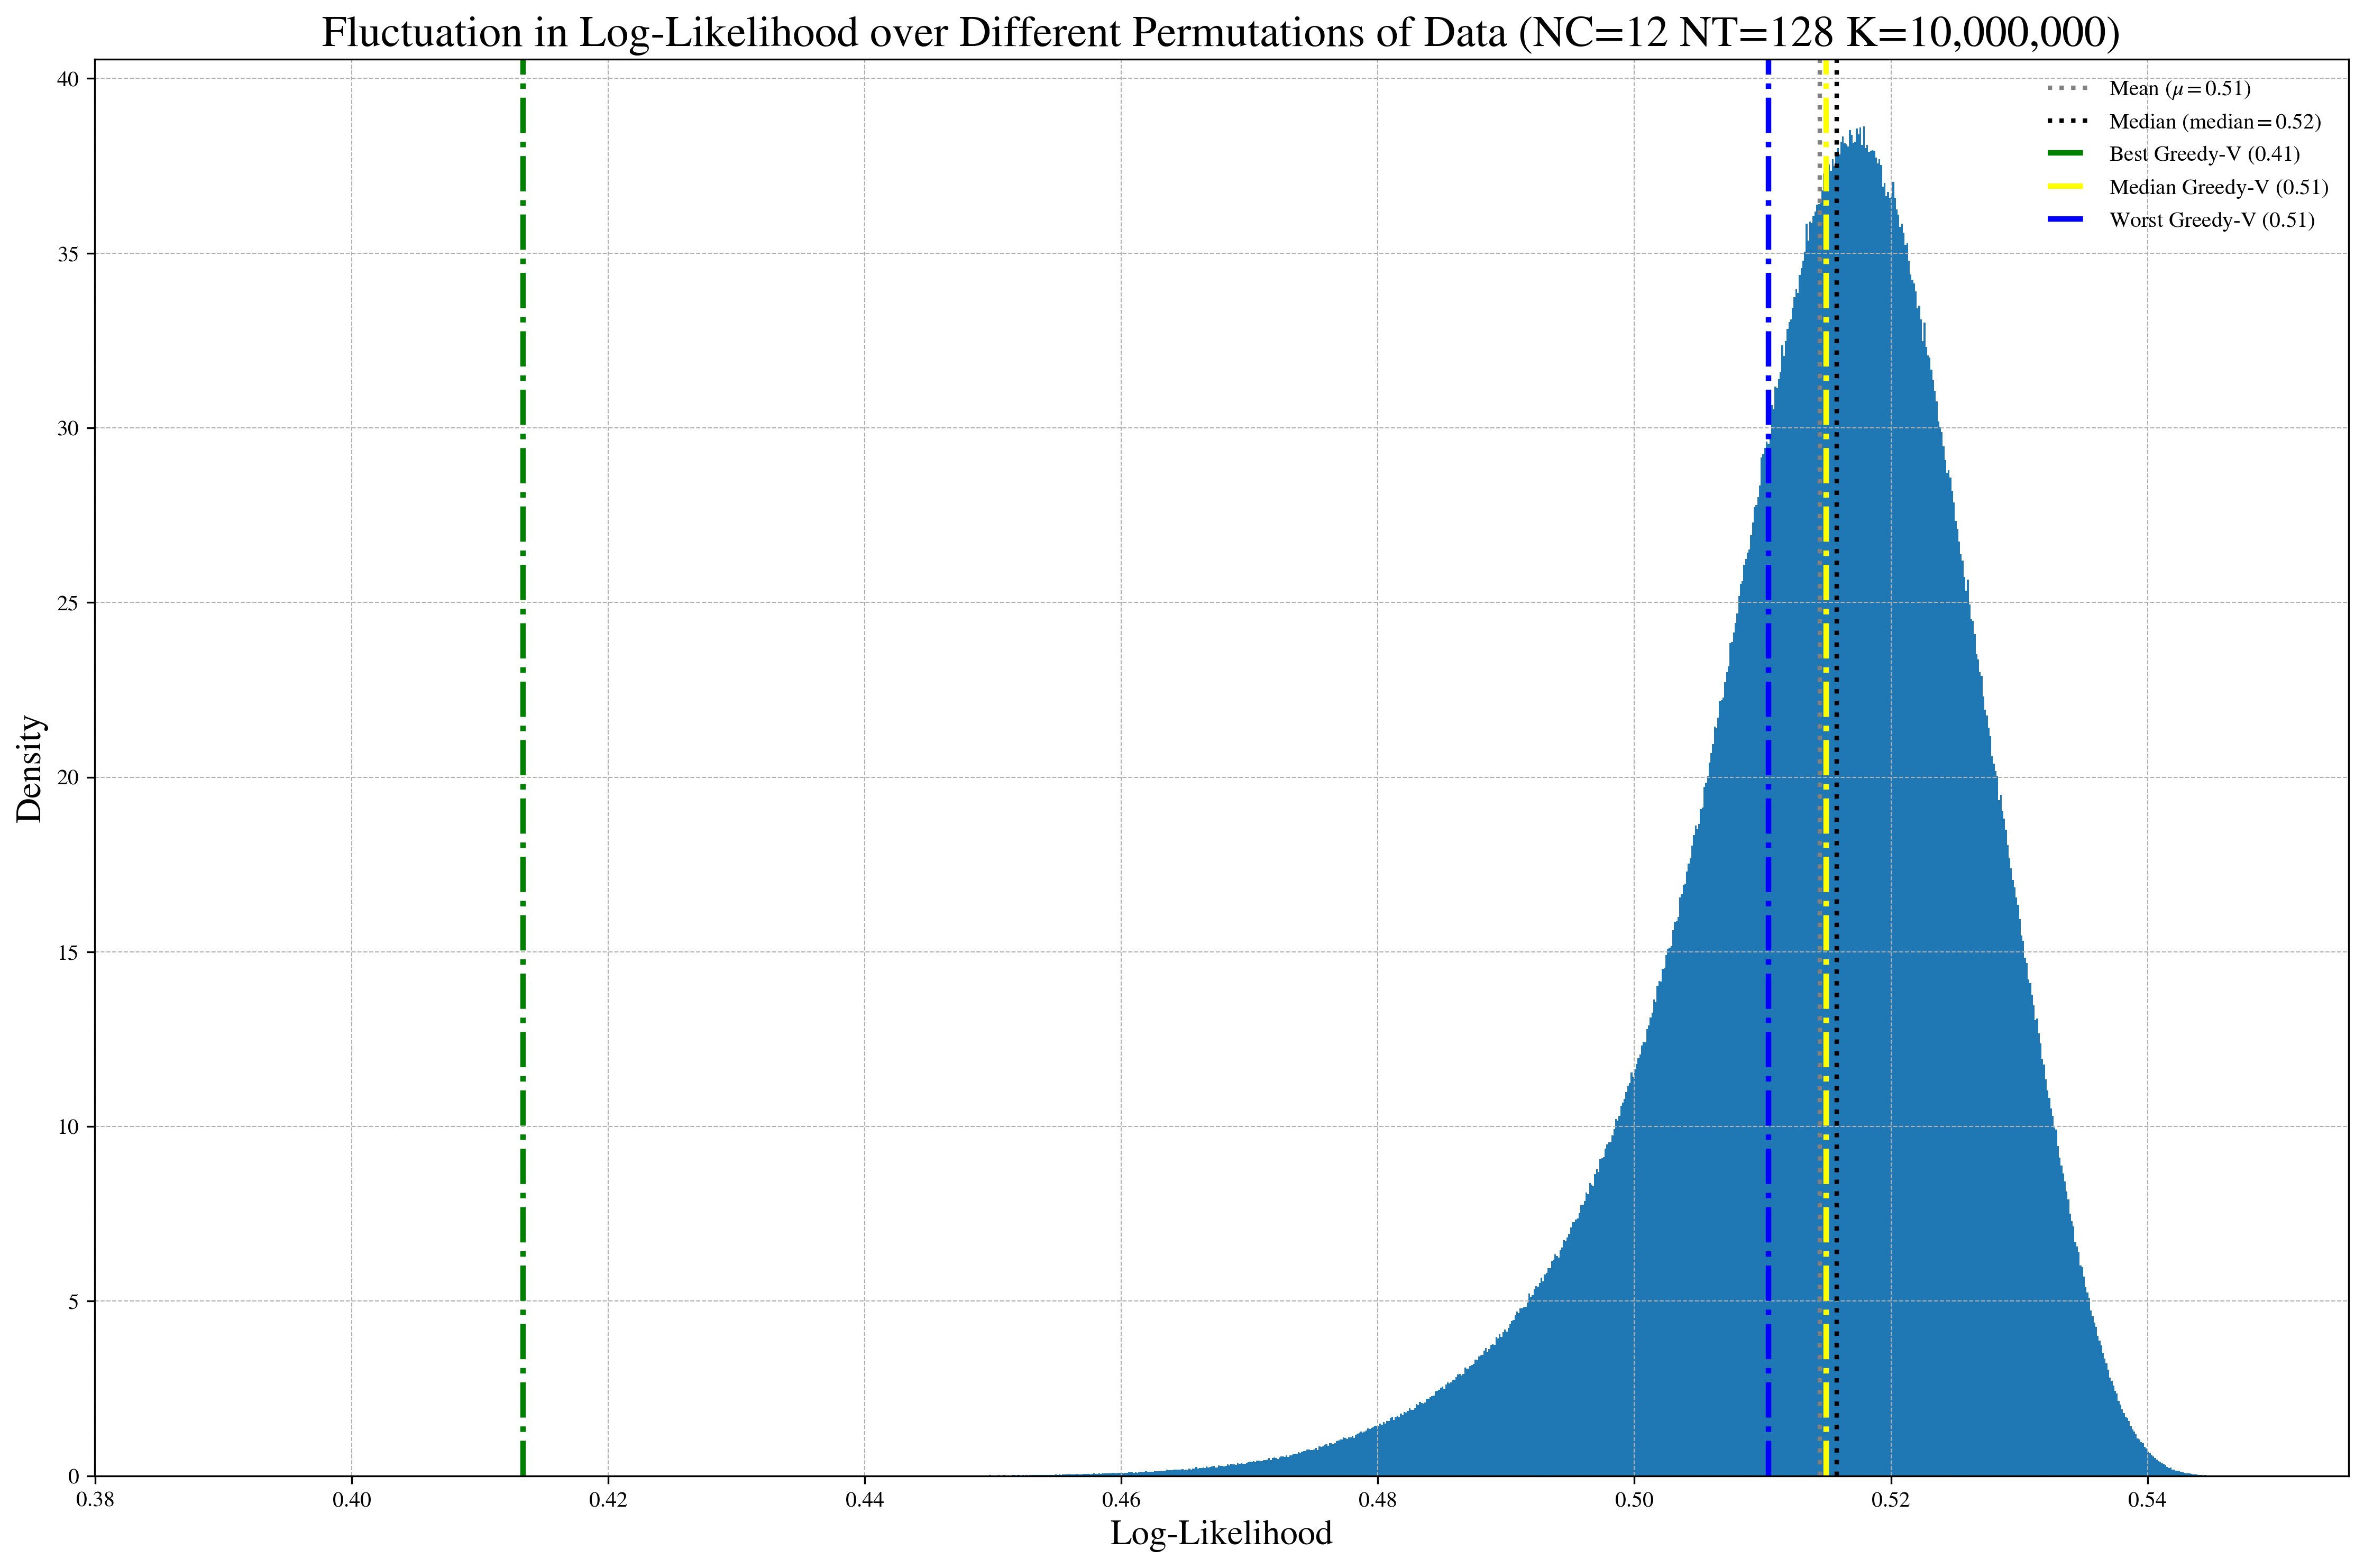 Fluctuation in Log-Likelihood over Different Permutations of Data (NC=12 NT=128 K=10,000,000)
Mean (μ=0.51)
Median (median=0.52)
Best Greedy-V (0.41)
Median Greedy-V (0.51)
Worst Greedy-V (0.51)
Density
40
35
30
25
20
15
10
5
0
0.38 0.40 0.42 0.44 0.46 0.48 0.50 0.52 0.54
Log-Likelihood